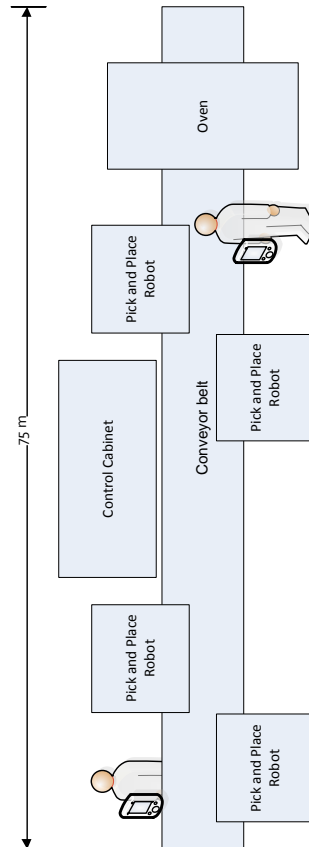 75 m
Oven
Pick and Place
Robot
Pick and Place
Robot
Control Cabinet
Conveyor belt
Pick and Place
Robot
Pick and Place
Robot